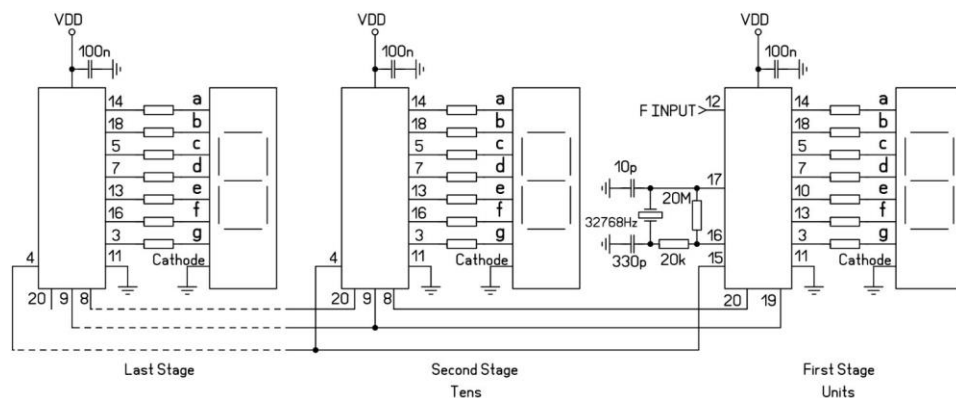 VDD VDD VDD
100n 100n 100n
14 a 14 a F INPUT> 12 14 a
18 b 18 b 18 b
5 c 5 c 5 c
7 d 7 d 10p 17 7 d
13 e 13 e 20M 10 e
16 f 16 f 32768Hz 16 13 f
3 g 3 g 3 g
4 11 Cathode 4 11 Cathode 330p 20k 15 11 Cathode
20 9 8 20 9 8 20 19
Last Stage Second Stage First Stage
Tens Units